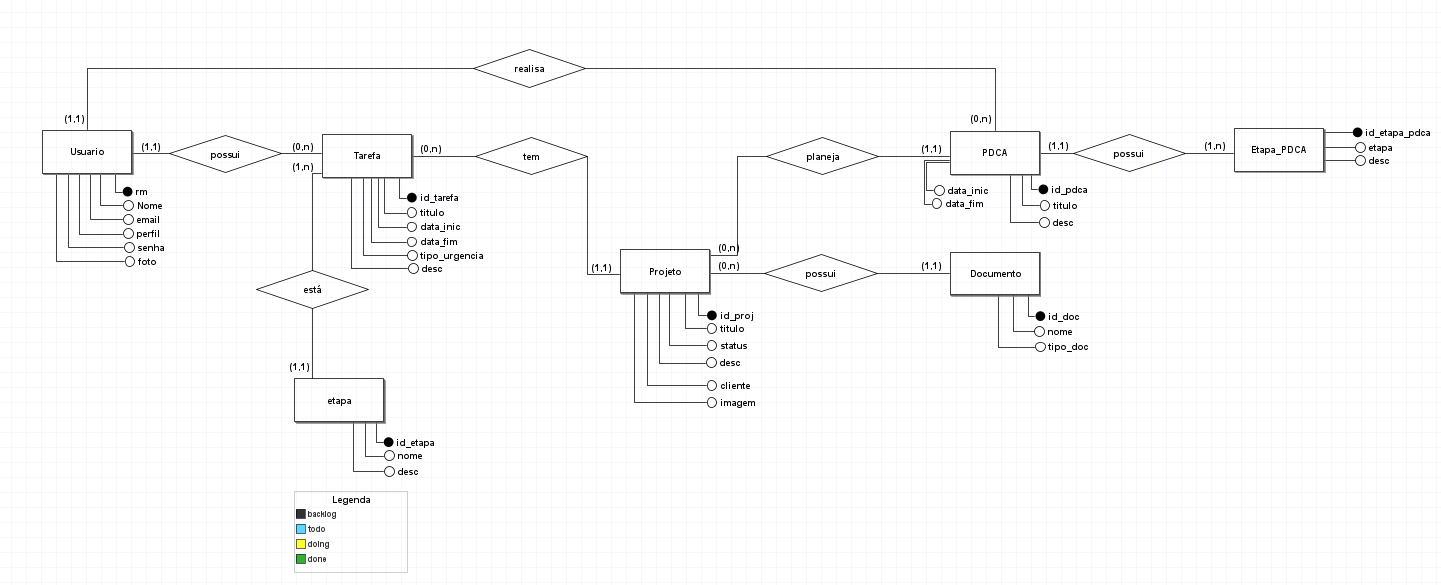 realisa
(1,1)
(0,n)
Usuario
(1,1)
possui
(0,n)
(1,n)
Tarefa
(0,n)
tem
(1,1)
planeja
(1,1)
PDCA
(1,1)
possui
(1,n)
Etapa_PDCA
id_etapa_pdca
etapa
desc
rm
Nome
email
perfil
senha
foto
id_tarefa
titulo
data_inic
data_fim
tipo_urgencia
desc
data_inic
data_fim
id_pdca
titulo
desc
(0,n)
(0,n)
Projeto
possui
(1,1)
Documento
id_proj
titulo
status
desc
cliente
imagem
id_doc
nome
tipo_doc
está
(1,1)
etapa
id_etapa
nome
desc
Legenda
backlog
todo
doing
done